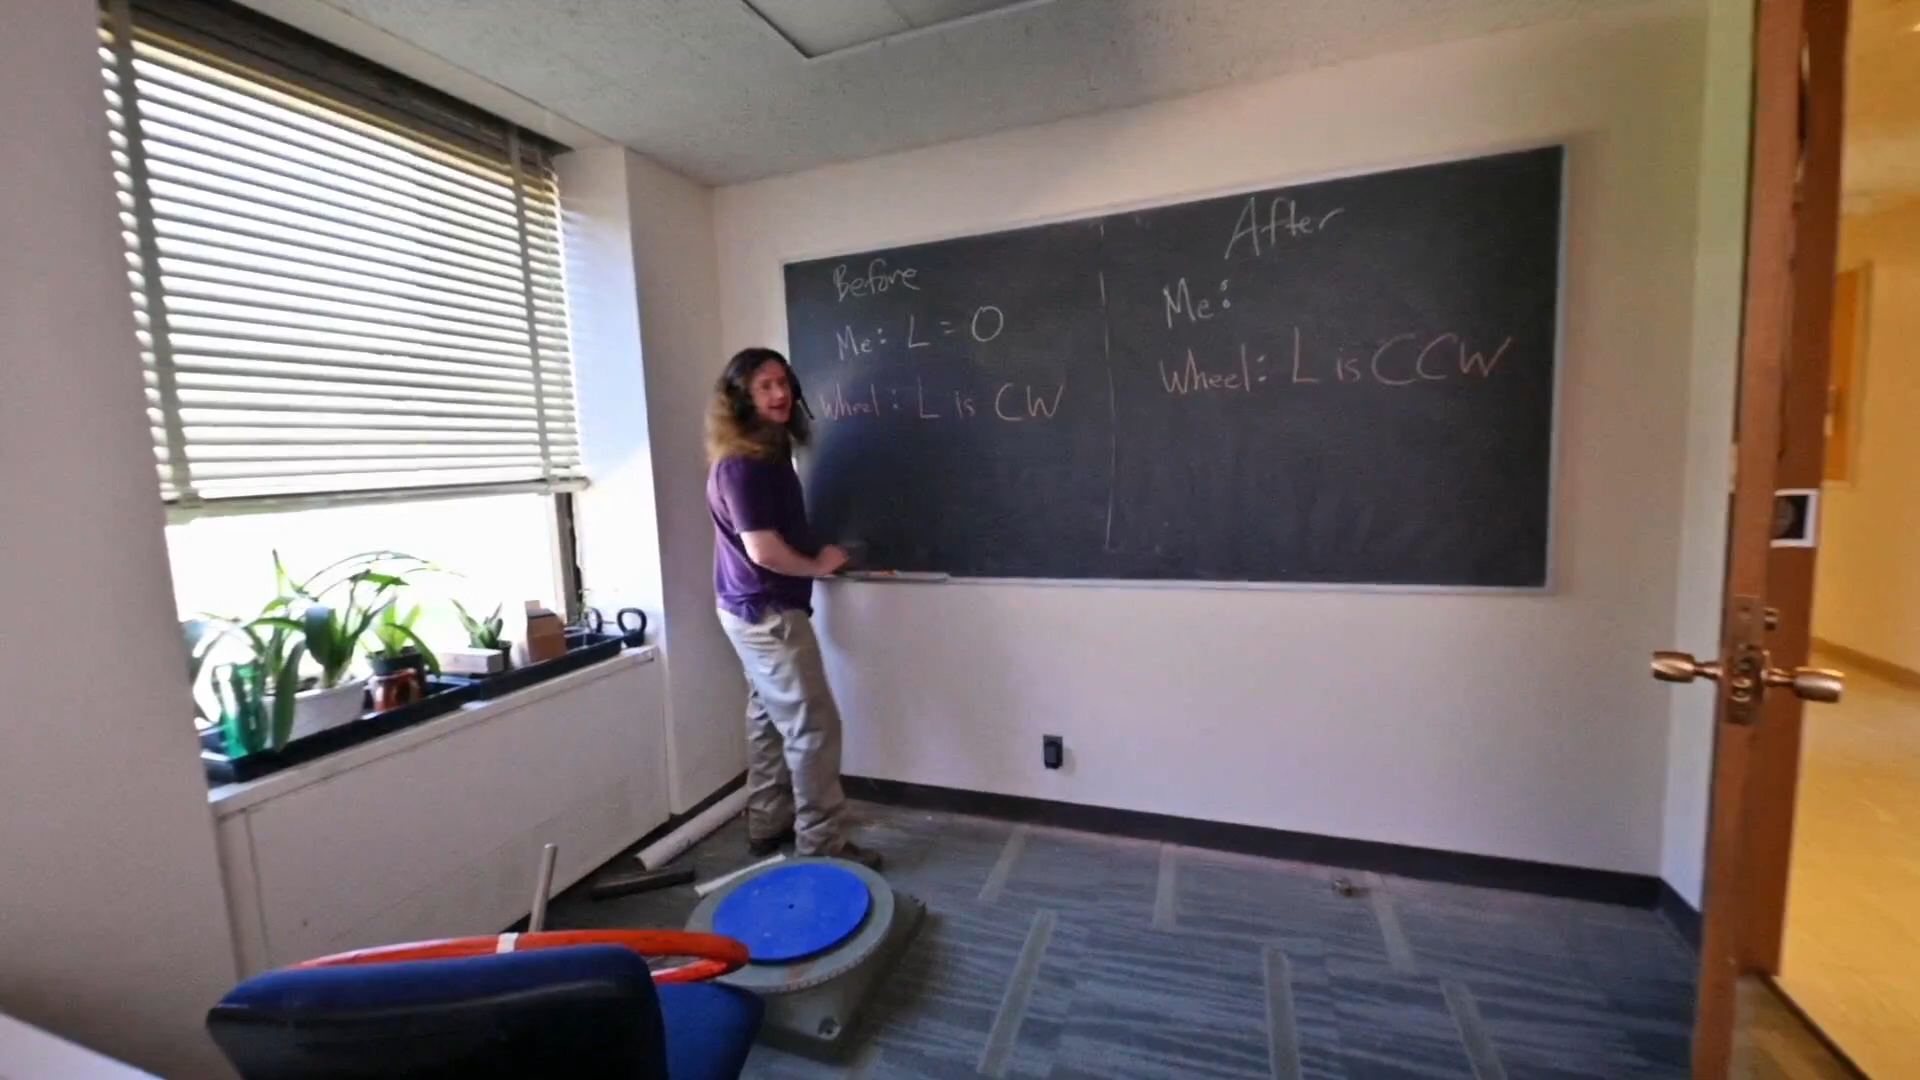 Before
Me: L = 0
Wheel: L is CW
After
Me:
Wheel: L is CCW